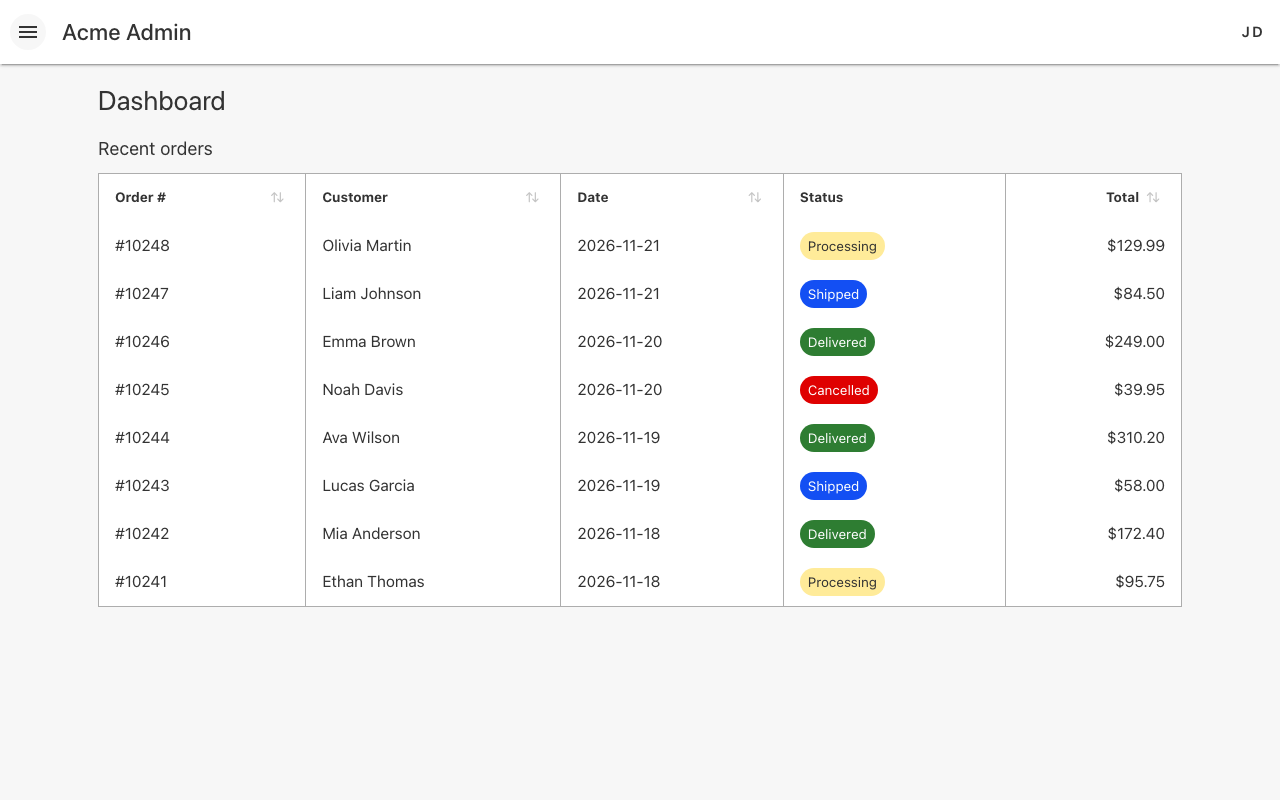 Acme Admin JD
Dashboard
Recent orders
Order # Customer Date Status Total
#10248 Olivia Martin 2026-11-21 Processing $129.99
#10247 Liam Johnson 2026-11-21 Shipped $84.50
#10246 Emma Brown 2026-11-20 Delivered $249.00
#10245 Noah Davis 2026-11-20 Cancelled $39.95
#10244 Ava Wilson 2026-11-19 Delivered $310.20
#10243 Lucas Garcia 2026-11-19 Shipped $58.00
#10242 Mia Anderson 2026-11-18 Delivered $172.40
#10241 Ethan Thomas 2026-11-18 Processing $95.75